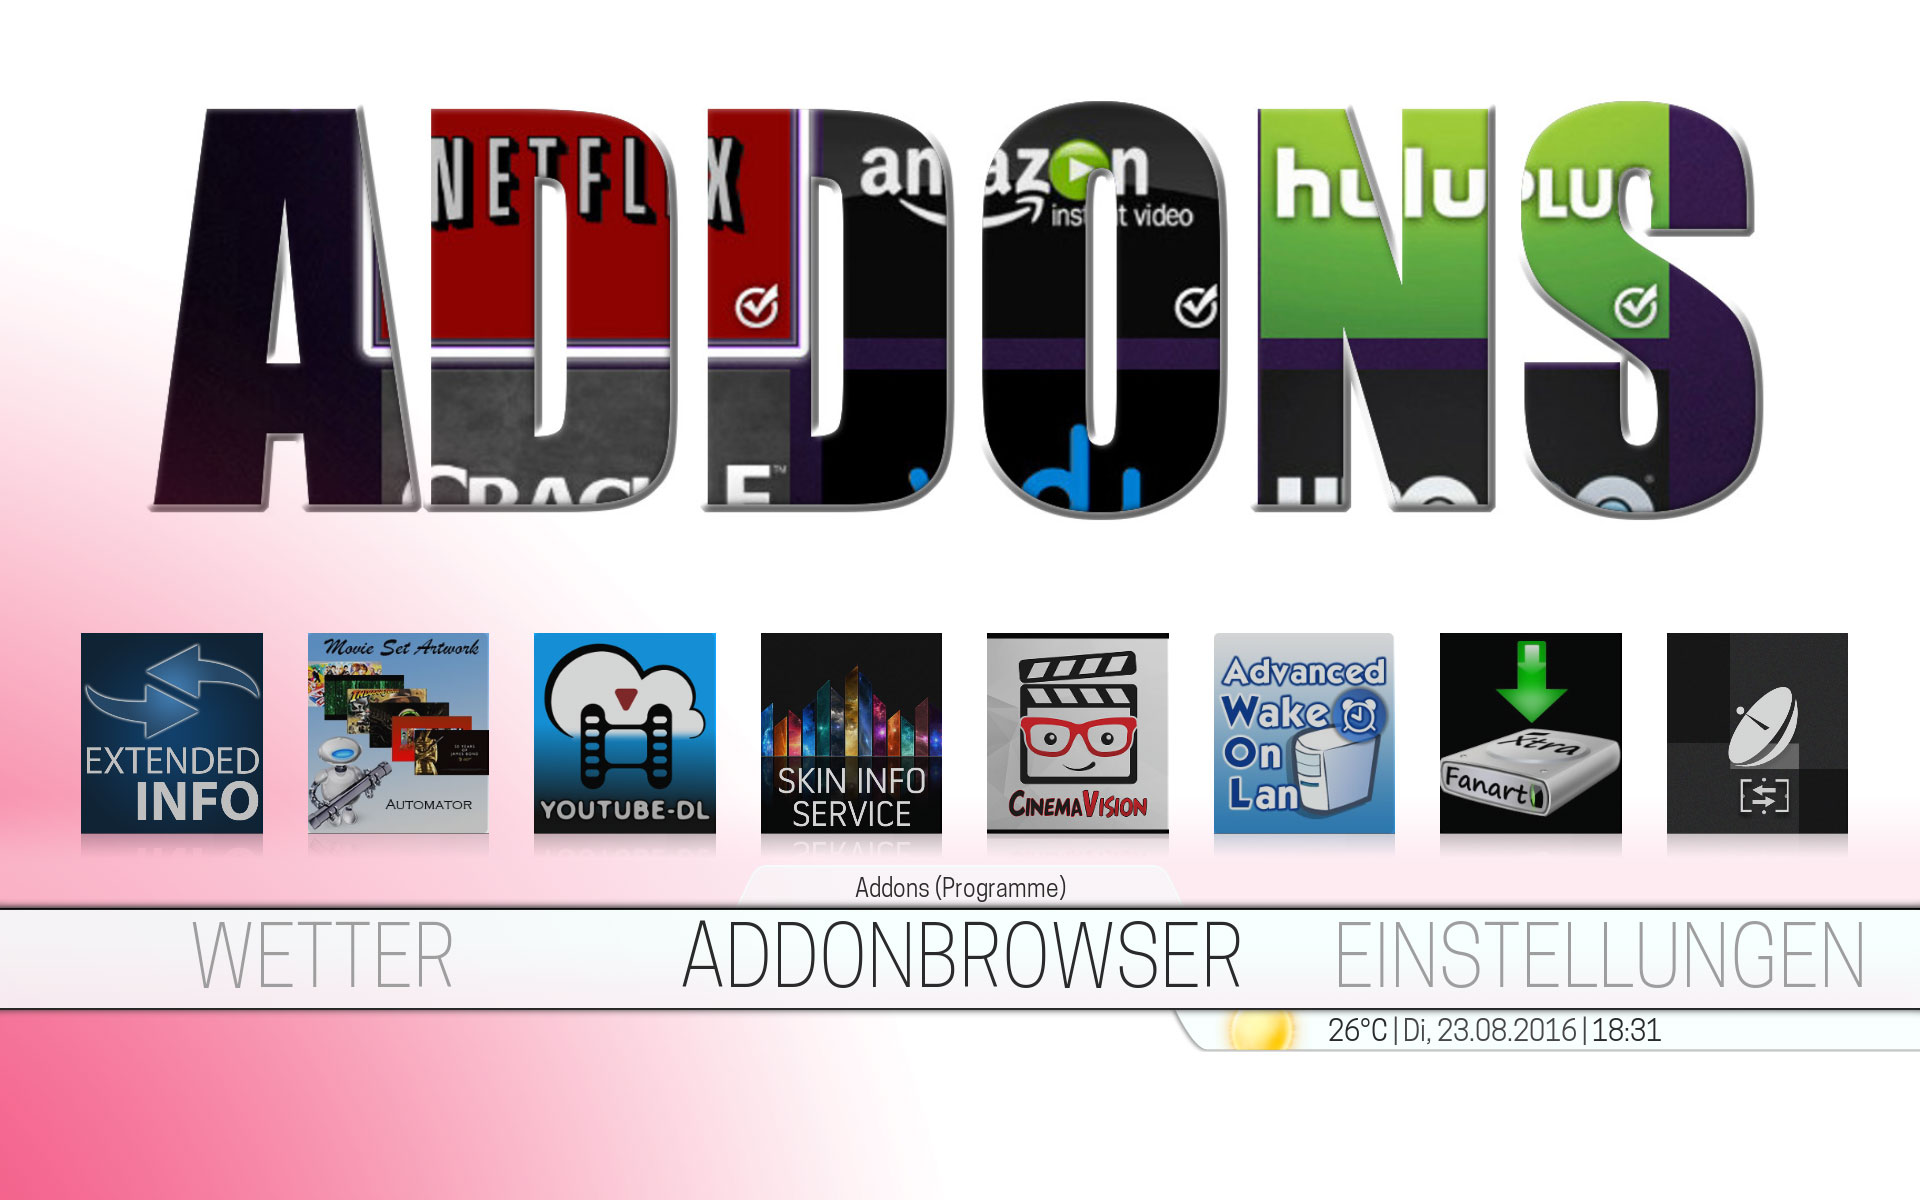 ADDONS
NETFLIX
amazon
instant video
hulu PLUS
CRACKLE™
Movie Set Artwork
AUTOMATOR
EXTENDED
INFO
YOUTUBE-DL
SKIN INFO
SERVICE
CINEMAVISION
Advanced
Wake
On
Lan
Xtra
Fanart
Addons (Programme)
WETTER
ADDONBROWSER
EINSTELLUNGEN
26°C | Di, 23.08.2016 | 18:31